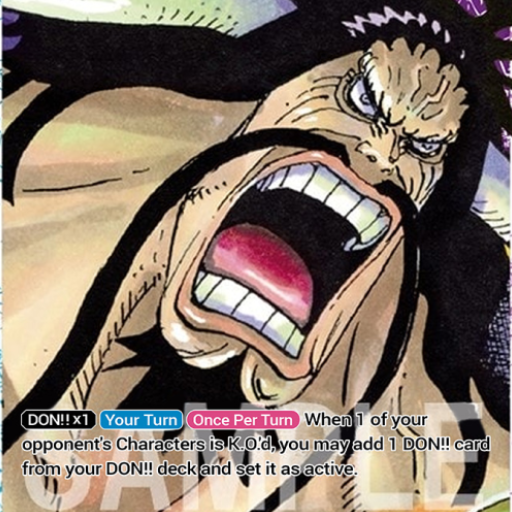 DON!!×1 Your Turn Once Per Turn When 1 of your
opponent's Characters is K.O.'d, you may add 1 DON!! card
from your DON!! deck and set it as active.
SAMPLE